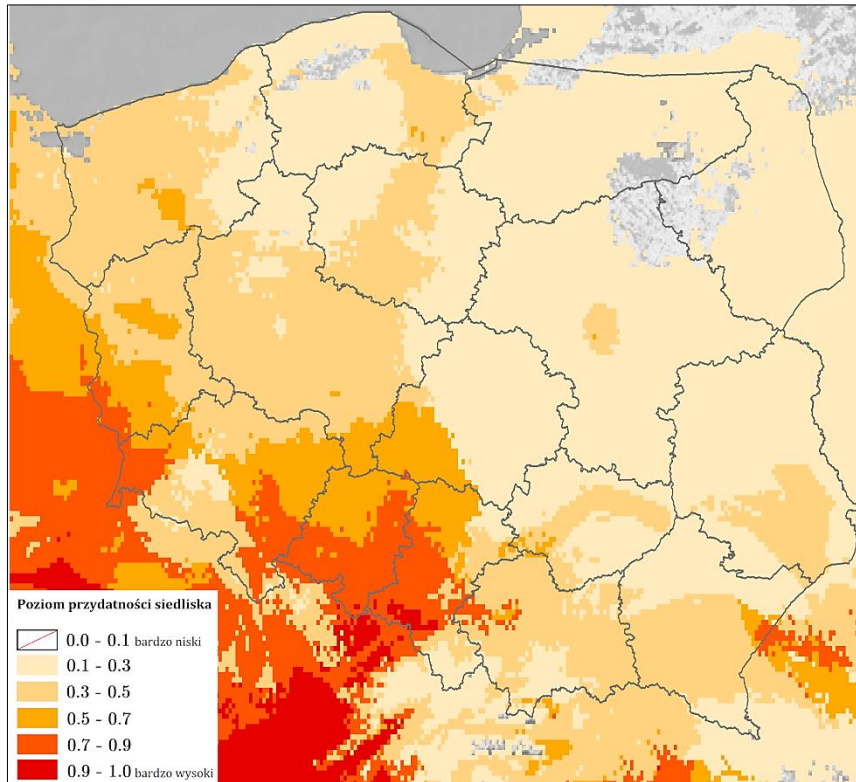 Poziom przydatności siedliska
0.0 - 0.1 bardzo niski
0.1 - 0.3
0.3 - 0.5
0.5 - 0.7
0.7 - 0.9
0.9 - 1.0 bardzo wysoki